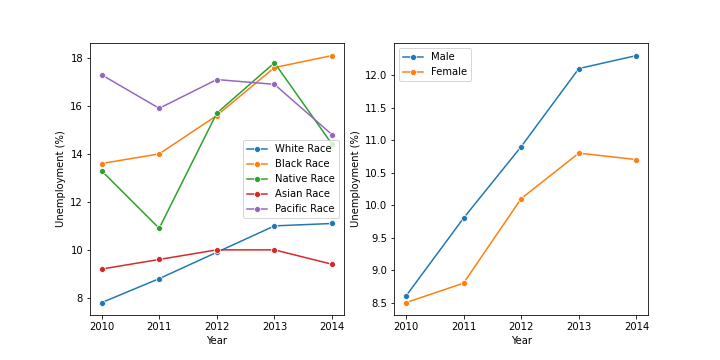 18
16
14
12
10
8
Unemployment (%)
2010 2011 2012 2013 2014
Year
White Race
Black Race
Native Race
Asian Race
Pacific Race
12.0
11.5
11.0
10.5
10.0
9.5
9.0
8.5
Unemployment (%)
2010 2011 2012 2013 2014
Year
Male
Female